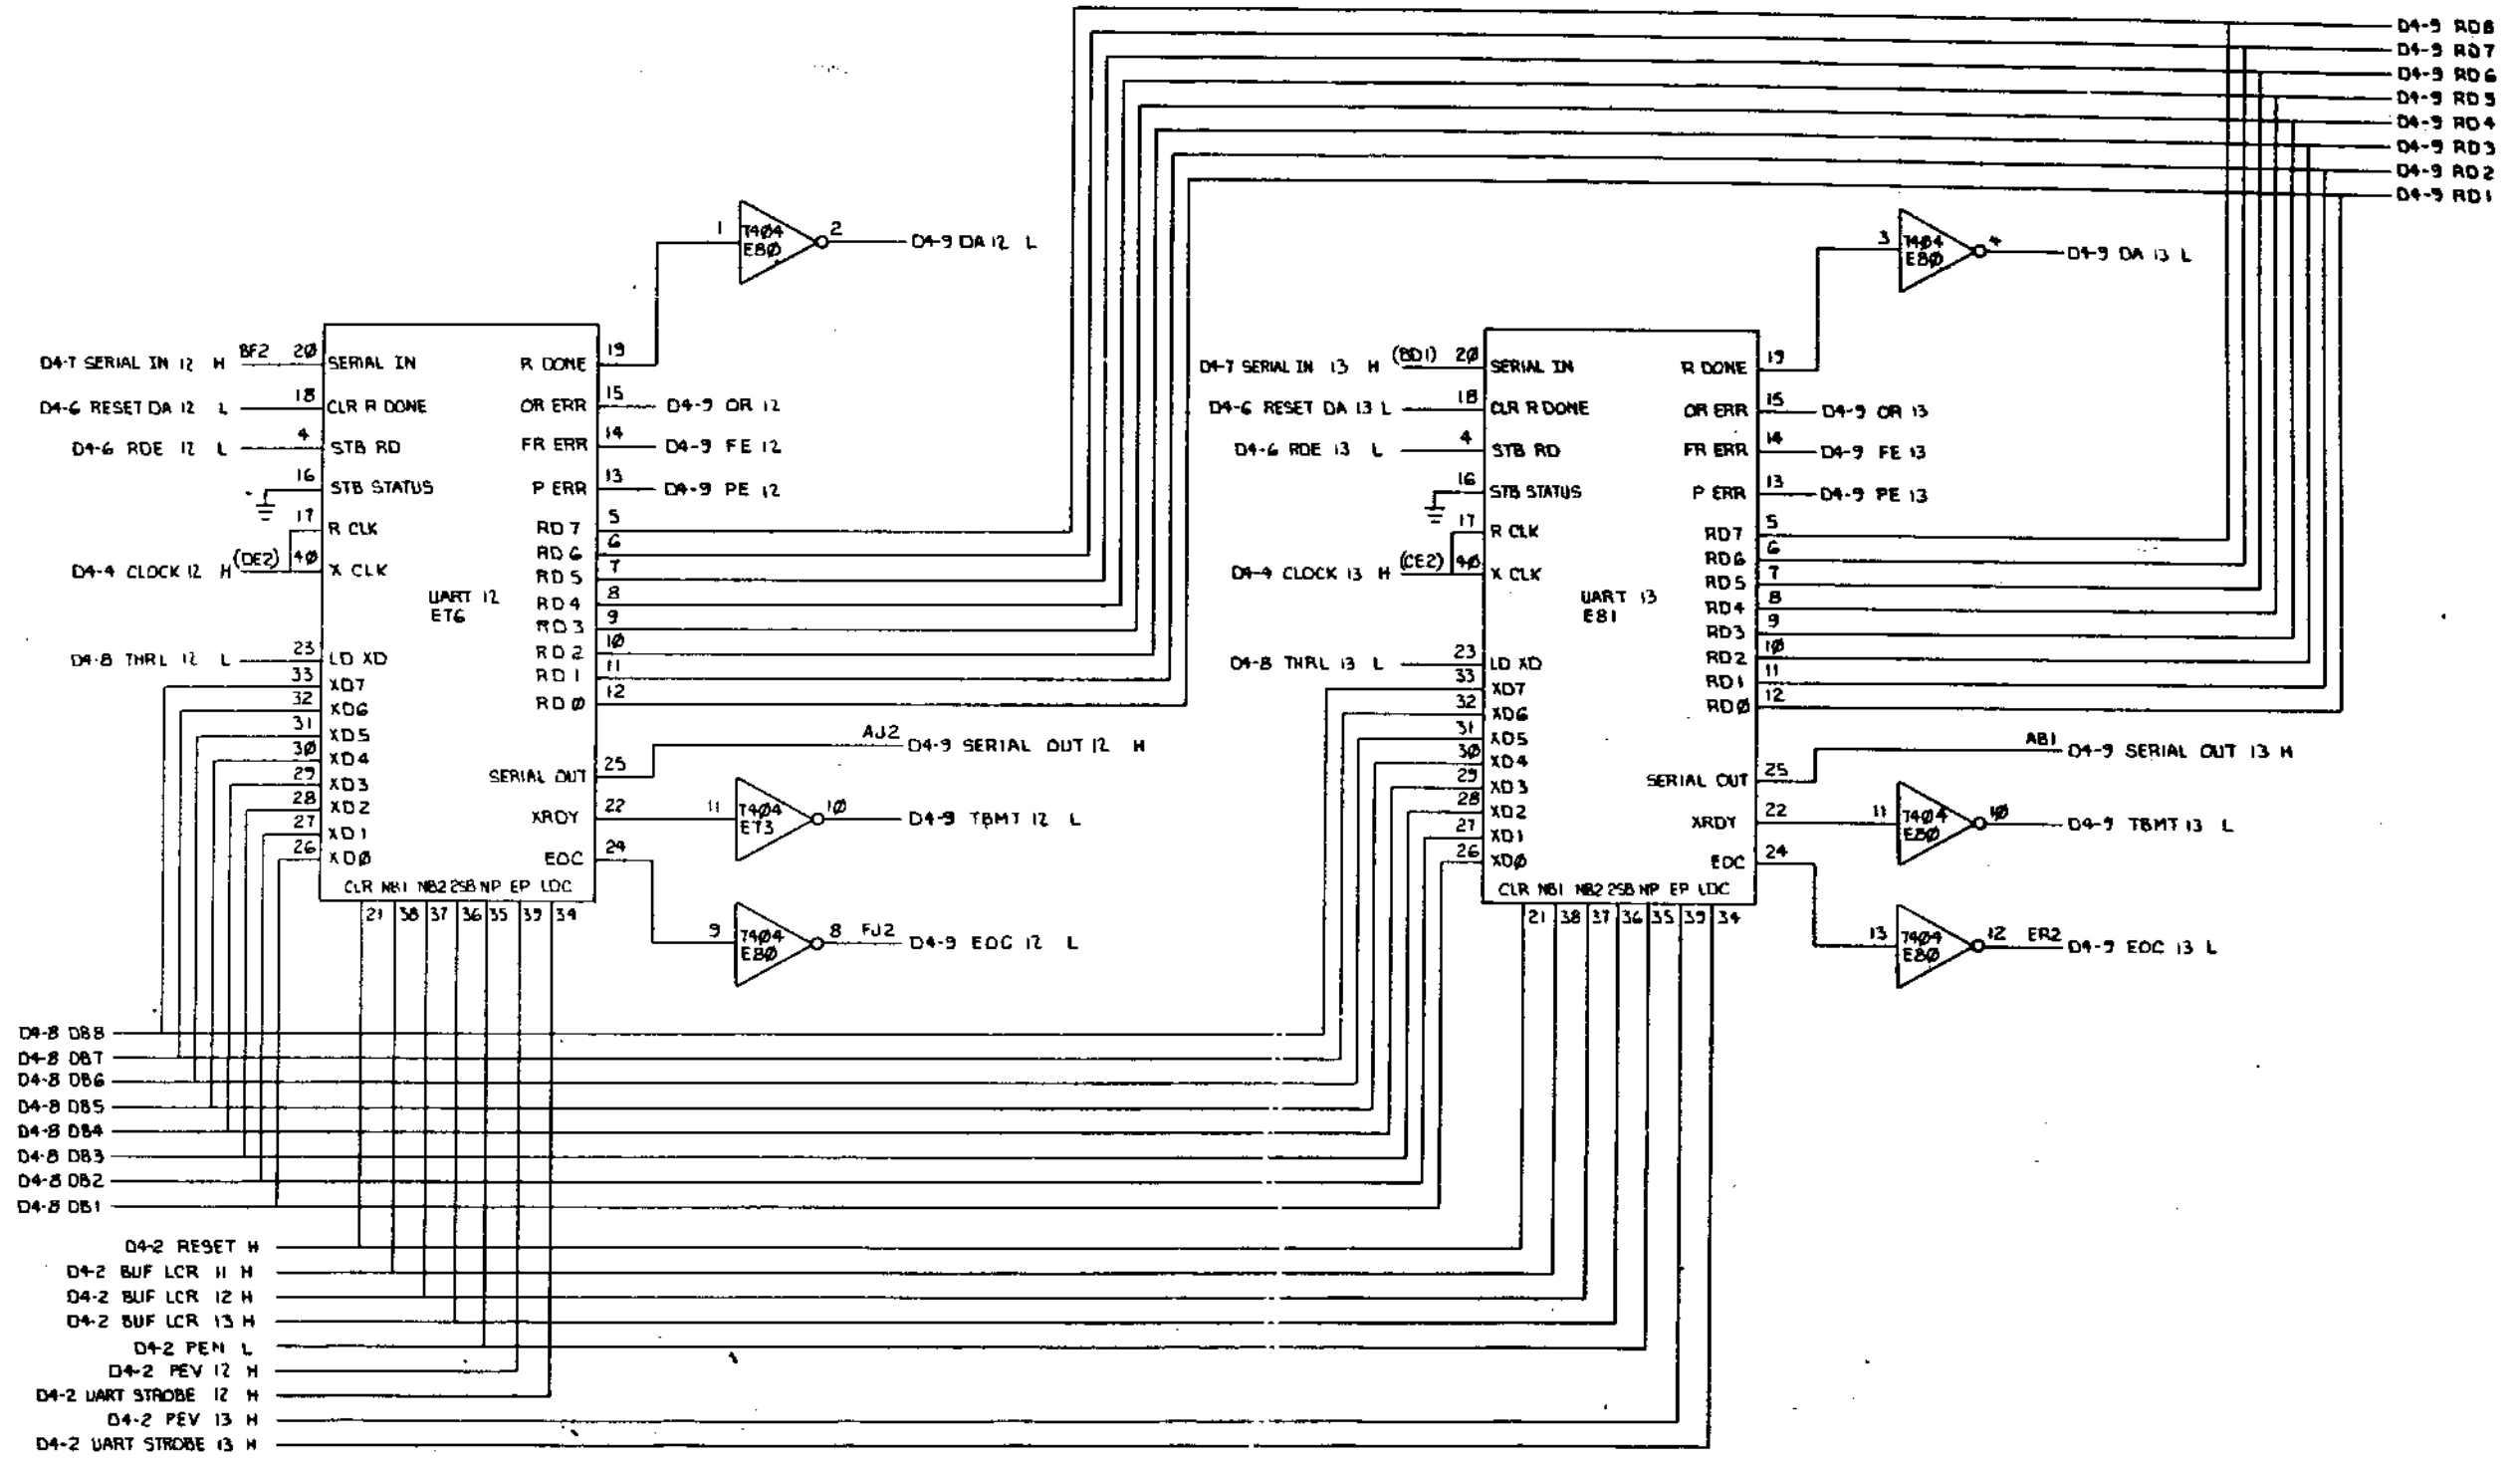 D4-9 RD8
D4-9 RD7
D4-9 RD6
D4-9 RD5
D4-9 RD4
D4-9 RD3
D4-9 RD2
D4-9 RD1
1 7404 E8Ø 2 D4-9 DA 12 L
3 7404 E8Ø 4 D4-9 DA 13 L
D4-7 SERIAL IN 12 H BF2 2Ø SERIAL IN
D4-6 RESET DA 12 L 18 CLR R DONE
D4-6 RDE 12 L 4 STB RD
16 STB STATUS
17 R CLK
D4-4 CLOCK 12 H (DE2) 4Ø X CLK
UART 12
E76
D4-8 THRL 12 L 23 LD XD
33 XD7
32 XD6
31 XD5
3Ø XD4
29 XD3
28 XD2
27 XD1
26 XDØ
R DONE 19
OR ERR 15 D4-9 OR 12
FR ERR 14 D4-9 FE 12
P ERR 13 D4-9 PE 12
RD7 5
RD6 6
RD5 7
RD4 8
RD3 9
RD2 1Ø
RD1 11
RDØ 12
SERIAL OUT 25 AJ2 D4-9 SERIAL OUT 12 H
XRDY 22 11 7404 E73 1Ø D4-9 TBMT 12 L
EOC 24 9 7404 E8Ø 8 FJ2 D4-9 EOC 12 L
CLR NB1 NB2 2SB NP EP LDC
21 38 37 36 35 39 34
D4-7 SERIAL IN 13 H (BD1) 2Ø SERIAL IN
D4-6 RESET DA 13 L 18 CLR R DONE
D4-6 RDE 13 L 4 STB RD
16 STB STATUS
17 R CLK
D4-4 CLOCK 13 H (CE2) 4Ø X CLK
UART 13
E81
D4-8 THRL 13 L 23 LD XD
33 XD7
32 XD6
31 XD5
3Ø XD4
29 XD3
28 XD2
27 XD1
26 XDØ
R DONE 19
OR ERR 15 D4-9 OR 13
FR ERR 14 D4-9 FE 13
P ERR 13 D4-9 PE 13
RD7 5
RD6 6
RD5 7
RD4 8
RD3 9
RD2 1Ø
RD1 11
RDØ 12
SERIAL OUT 25 AB1 D4-9 SERIAL OUT 13 H
XRDY 22 11 7404 E8Ø 1Ø D4-9 TBMT 13 L
EOC 24 13 7404 E8Ø 12 ER2 D4-9 EOC 13 L
CLR NB1 NB2 2SB NP EP LDC
21 38 37 36 35 39 34
D4-8 DB8
D4-8 DB7
D4-8 DB6
D4-8 DB5
D4-8 DB4
D4-8 DB3
D4-8 DB2
D4-8 DB1
D4-2 RESET H
D4-2 BUF LCR 11 H
D4-2 BUF LCR 12 H
D4-2 BUF LCR 13 H
D4-2 PEN L
D4-2 PEV 12 H
D4-2 UART STROBE 12 H
D4-2 PEV 13 H
D4-2 UART STROBE 13 H